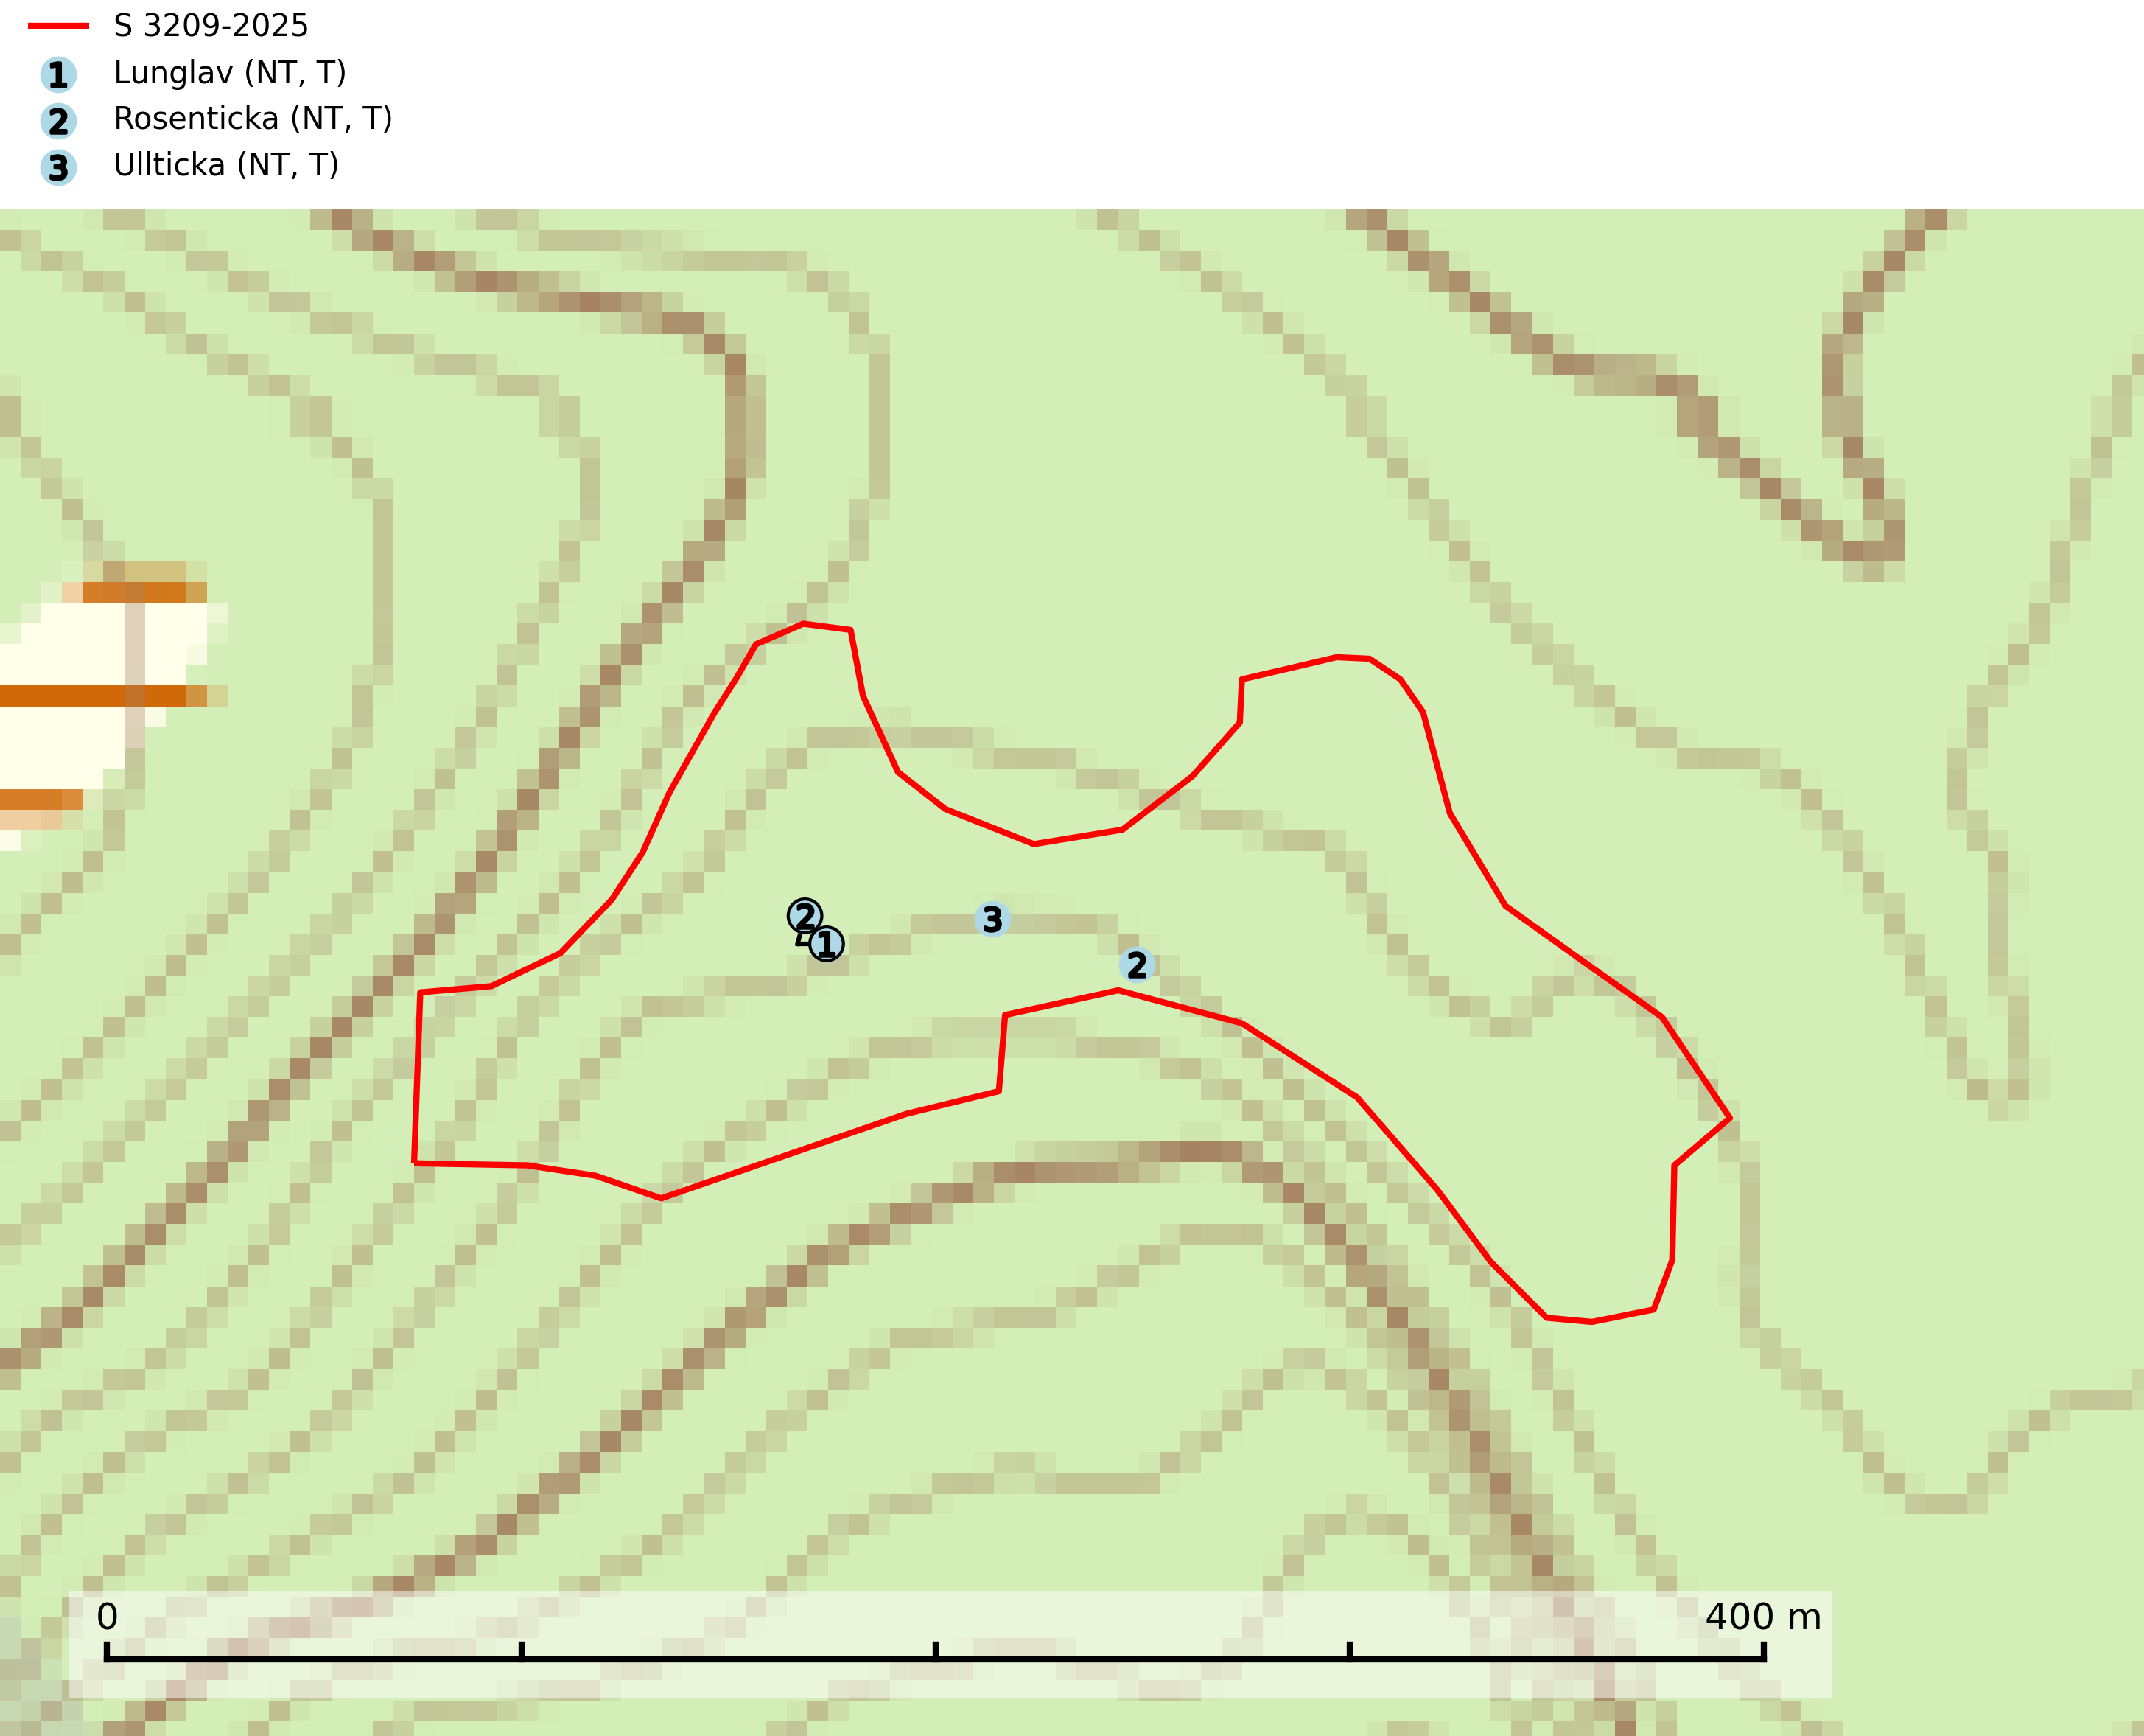 S 3209-2025
1 Lunglav (NT, T)
2 Rosenticka (NT, T)
3 Ullticka (NT, T)
2
1
3
2
0 400 m